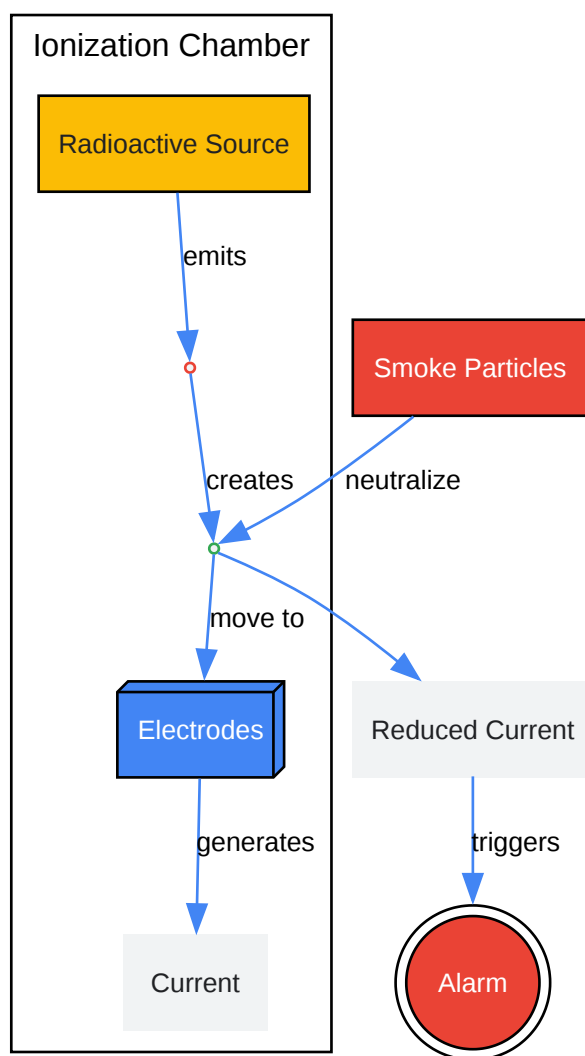 Ionization Chamber
Radioactive Source
emits
Smoke Particles
creates
neutralize
move to
Electrodes
Reduced Current
generates
triggers
Current
Alarm